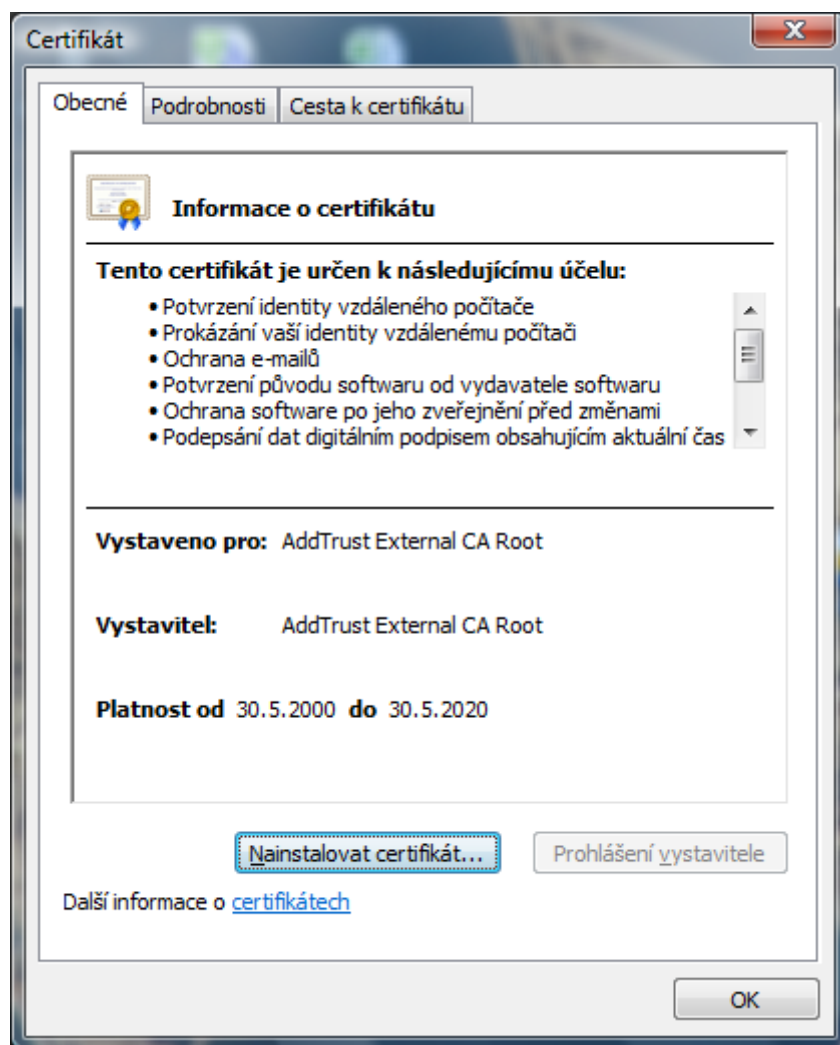 Certifikát
Obecné Podrobnosti Cesta k certifikátu
Informace o certifikátu
Tento certifikát je určen k následujícímu účelu:
• Potvrzení identity vzdáleného počítače
• Prokázání vaší identity vzdálenému počítači
• Ochrana e-mailů
• Potvrzení původu softwaru od vydavatele softwaru
• Ochrana software po jeho zveřejnění před změnami
• Podepsání dat digitálním podpisem obsahujícím aktuální čas
Vystaveno pro: AddTrust External CA Root
Vystavitel: AddTrust External CA Root
Platnost od 30.5.2000 do 30.5.2020
Nainstalovat certifikát... Prohlášení vystavitele
Další informace o certifikátech
OK